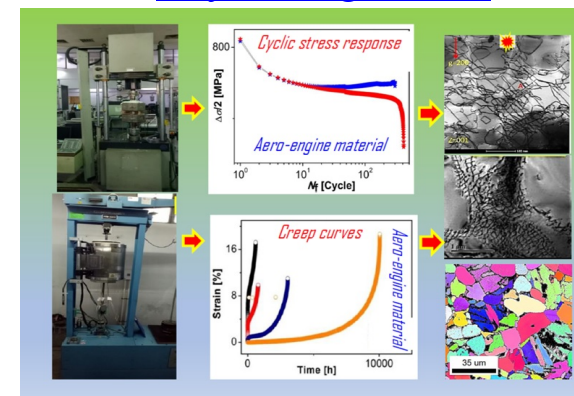 800
Cyclic stress response
Δσ/2 [MPa]
Aero-engine material
10⁰
10¹
10²
Nf [Cycle]
Creep curves
16
8
0
Strain [%]
Aero-engine material
0
10000
Time [h]
35 um